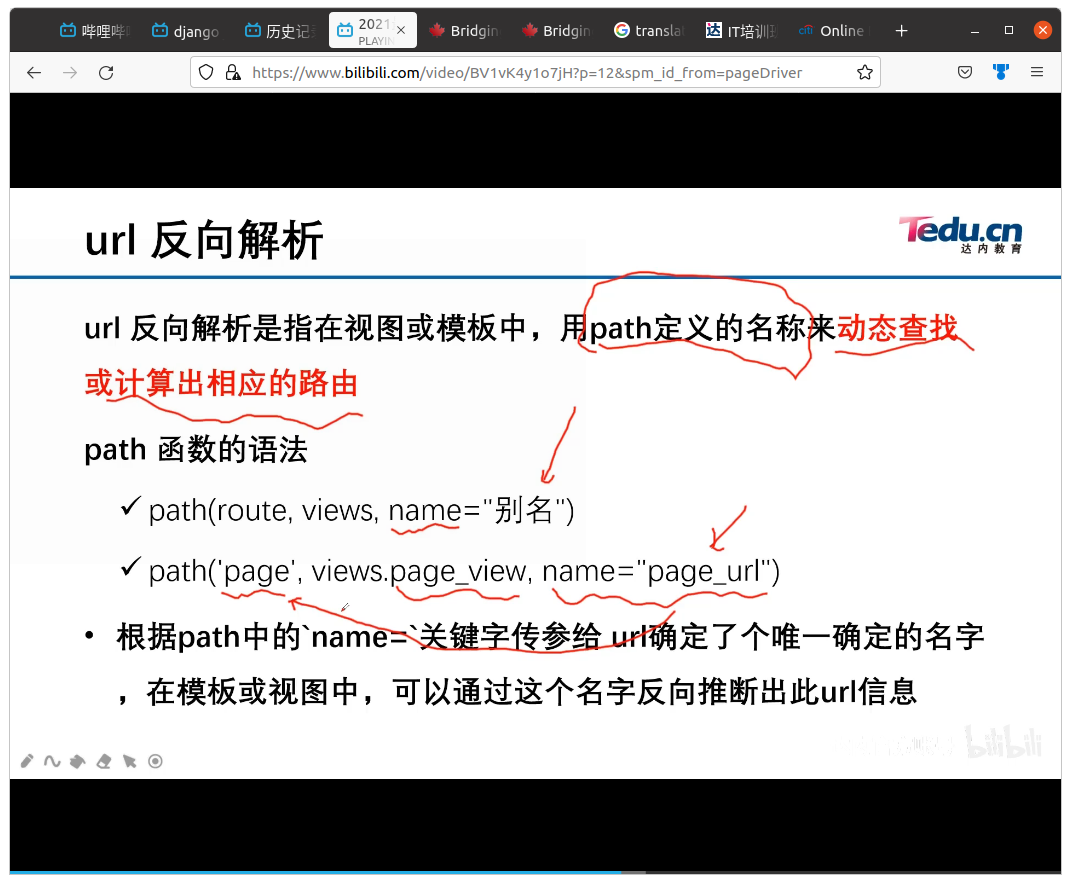 哔哩哔
django
历史记
2021
PLAYIN
Bridgin
Bridgin
translat
IT培训
Online
https://www.bilibili.com/video/BV1vK4y1o7jH?p=12&spm_id_from=pageDriver
url 反向解析
Tedu.cn
达内教育
url 反向解析是指在视图或模板中，用path定义的名称来动态查找
或计算出相应的路由
path 函数的语法
✓ path(route, views, name="别名")
✓ path('page', views.page_view, name="page_url")
• 根据path中的`name=`关键字传参给 url确定了个唯一确定的名字
，在模板或视图中，可以通过这个名字反向推断出此url信息
bilibili